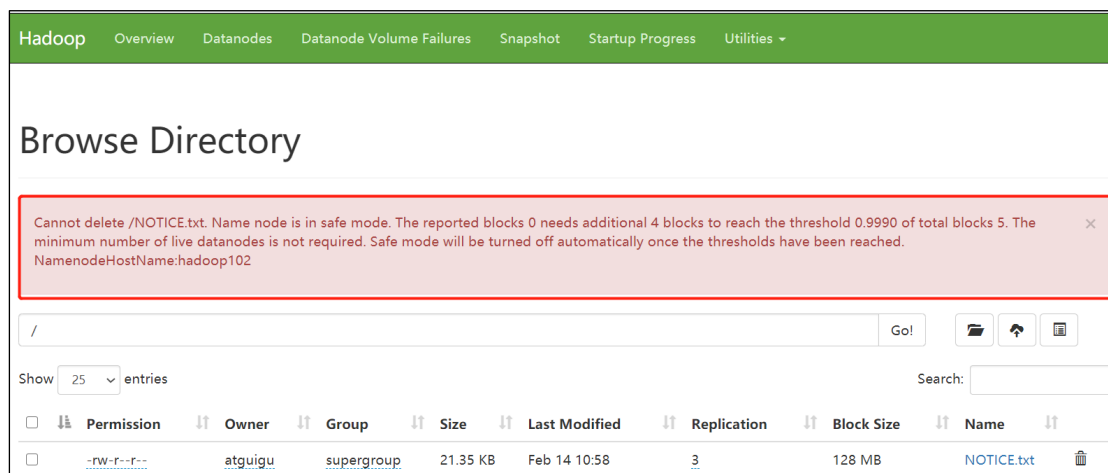 Hadoop Overview Datanodes Datanode Volume Failures Snapshot Startup Progress Utilities
Browse Directory
Cannot delete /NOTICE.txt. Name node is in safe mode. The reported blocks 0 needs additional 4 blocks to reach the threshold 0.9990 of total blocks 5. The
minimum number of live datanodes is not required. Safe mode will be turned off automatically once the thresholds have been reached.
NamenodeHostName:hadoop102
/ Go!
Show 25 entries Search:
Permission Owner Group Size Last Modified Replication Block Size Name
-rw-r--r-- atguigu supergroup 21.35 KB Feb 14 10:58 3 128 MB NOTICE.txt